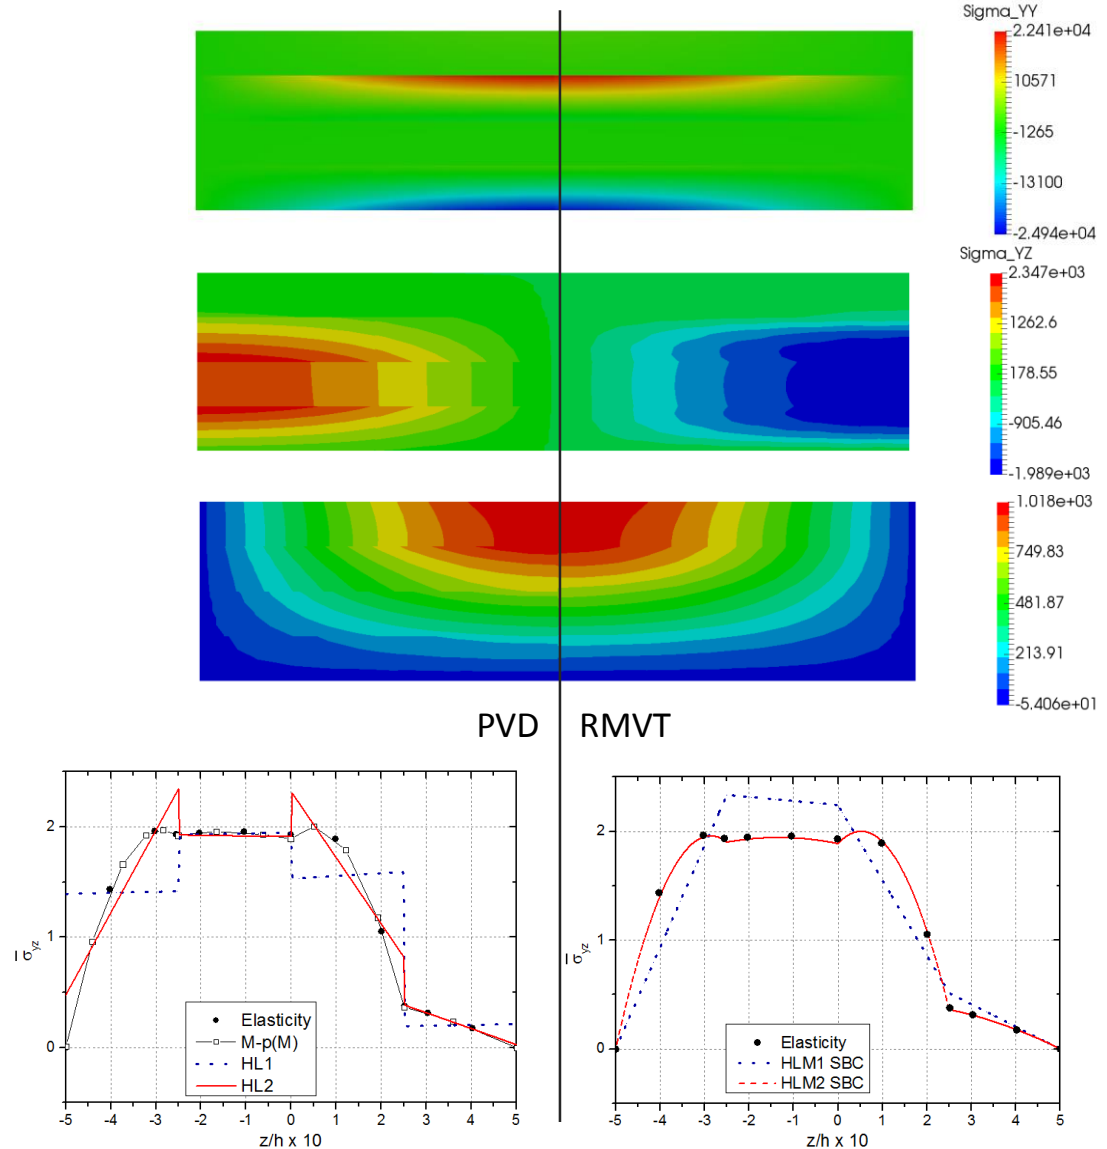 Sigma_YY
2.241e+04
10571
-1265
-13100
-2.494e+04
Sigma_YZ
2.347e+03
1262.6
178.55
-905.46
-1.989e+03
1.018e+03
749.83
481.87
213.91
-5.406e+01
PVD RMVT
2
1
0
σ̅yz
Elasticity
M-p(M)
HL1
HL2
-5 -4 -3 -2 -1 0 1 2 3 4 5
z/h x 10
2
1
0
σ̅yz
Elasticity
HLM1 SBC
HLM2 SBC
-5 -4 -3 -2 -1 0 1 2 3 4 5
z/h x 10